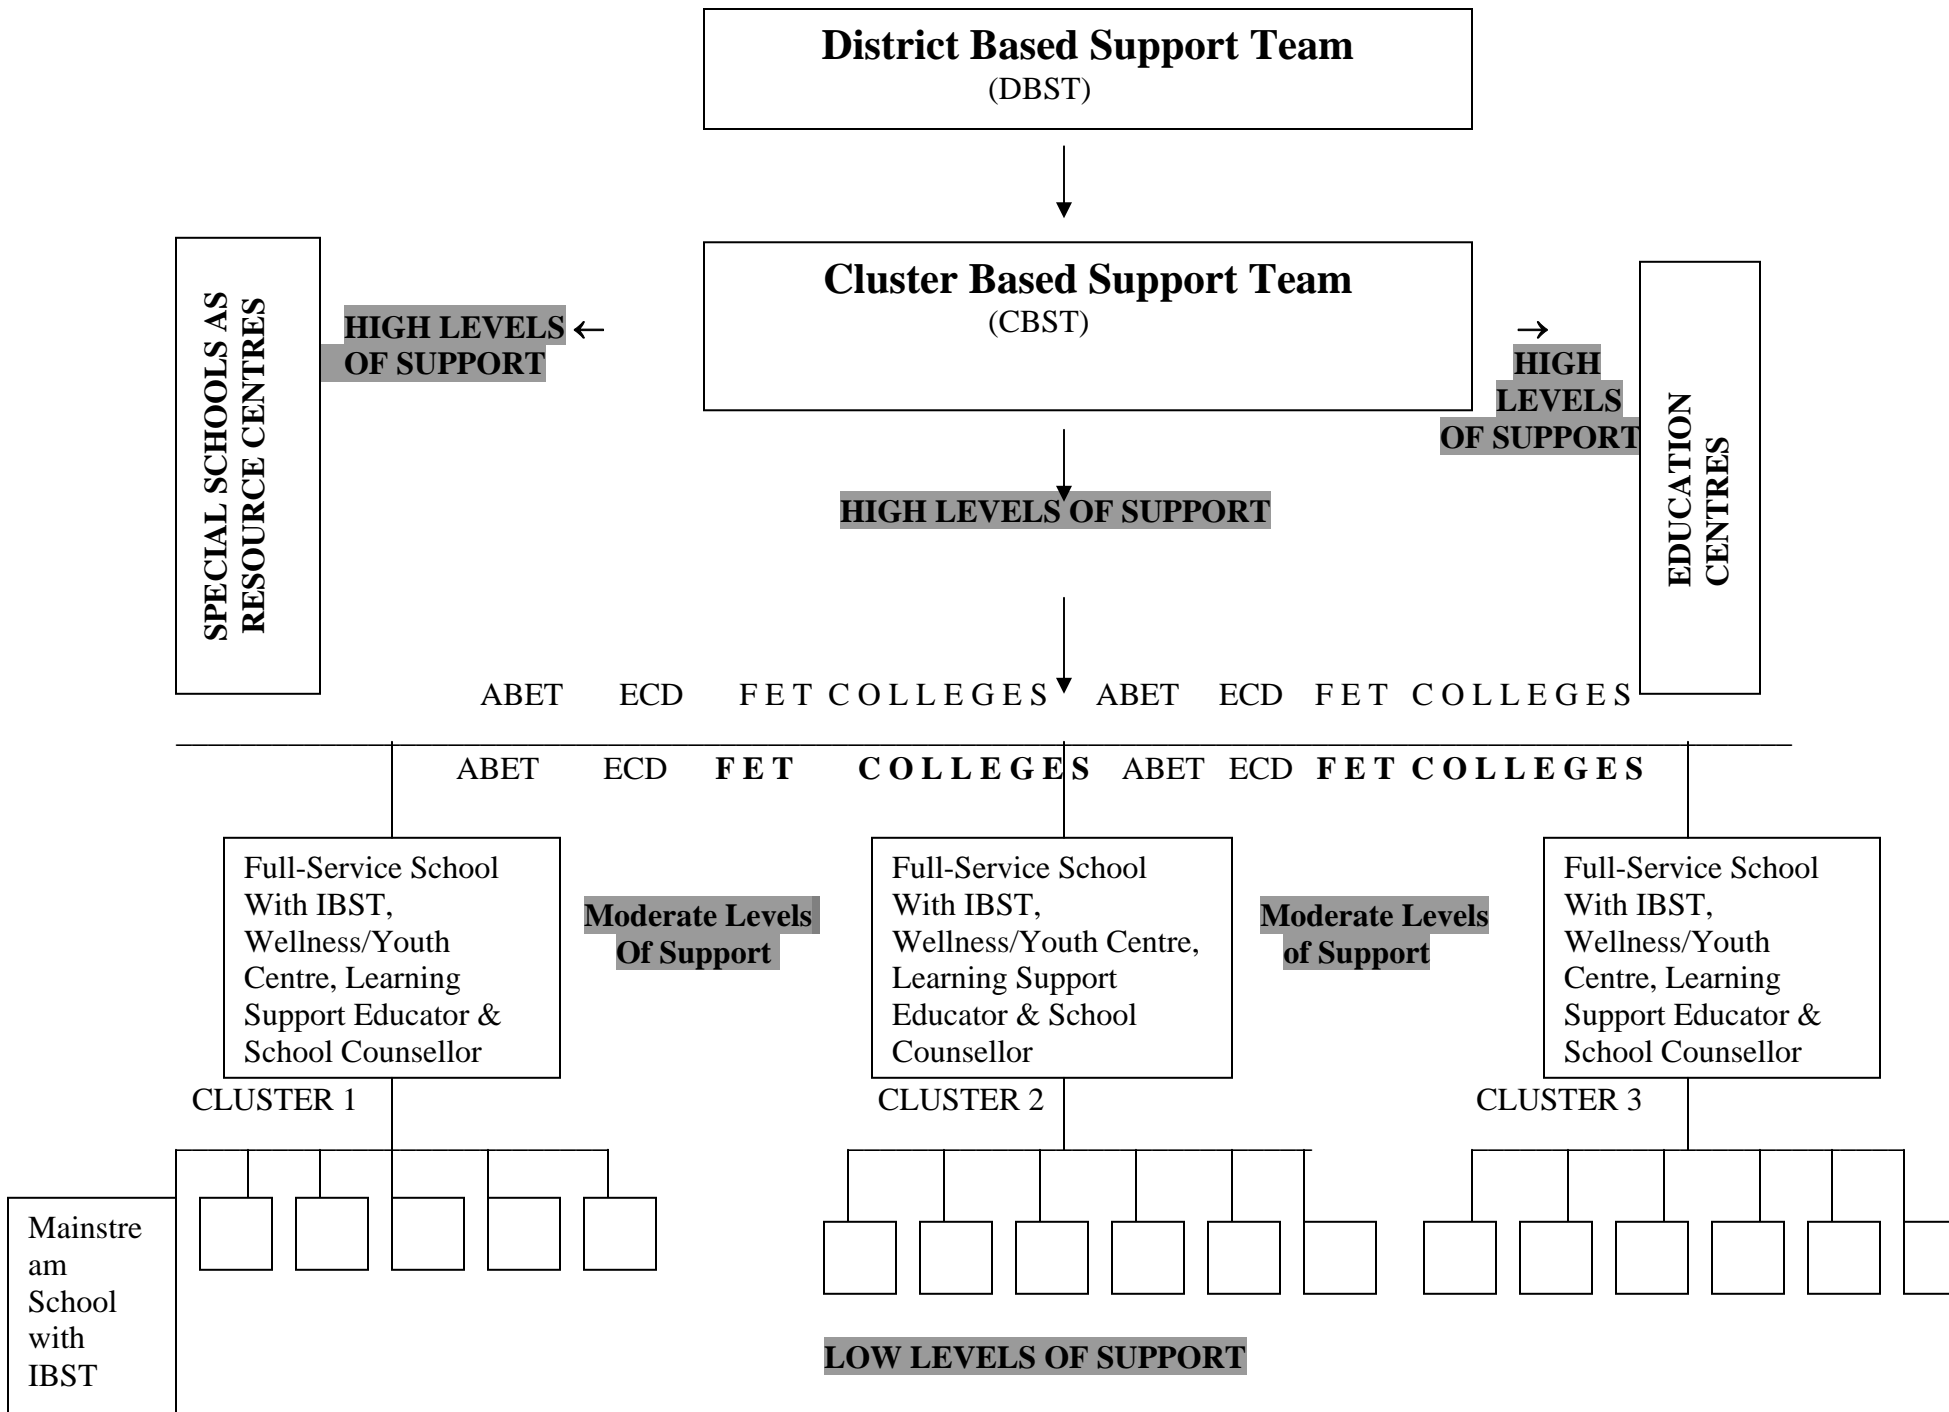 District Based Support Team
(DBST)
Cluster Based Support Team
(CBST)
SPECIAL SCHOOLS AS
RESOURCE CENTRES
HIGH LEVELS ←
OF SUPPORT
→
HIGH
LEVELS
OF SUPPORT
EDUCATION
CENTRES
HIGH LEVELS OF SUPPORT
ABET ECD F E T C O L L E G E S ABET ECD F E T C O L L E G E S
ABET ECD F E T C O L L E G E S ABET ECD F E T C O L L E G E S
Full-Service School
With IBST,
Wellness/Youth
Centre, Learning
Support Educator &
School Counsellor
Moderate Levels
Of Support
Full-Service School
With IBST,
Wellness/Youth Centre,
Learning Support
Educator & School
Counsellor
Moderate Levels
of Support
Full-Service School
With IBST,
Wellness/Youth
Centre, Learning
Support Educator &
School Counsellor
CLUSTER 1
CLUSTER 2
CLUSTER 3
Mainstre
am
School
with
IBST
LOW LEVELS OF SUPPORT